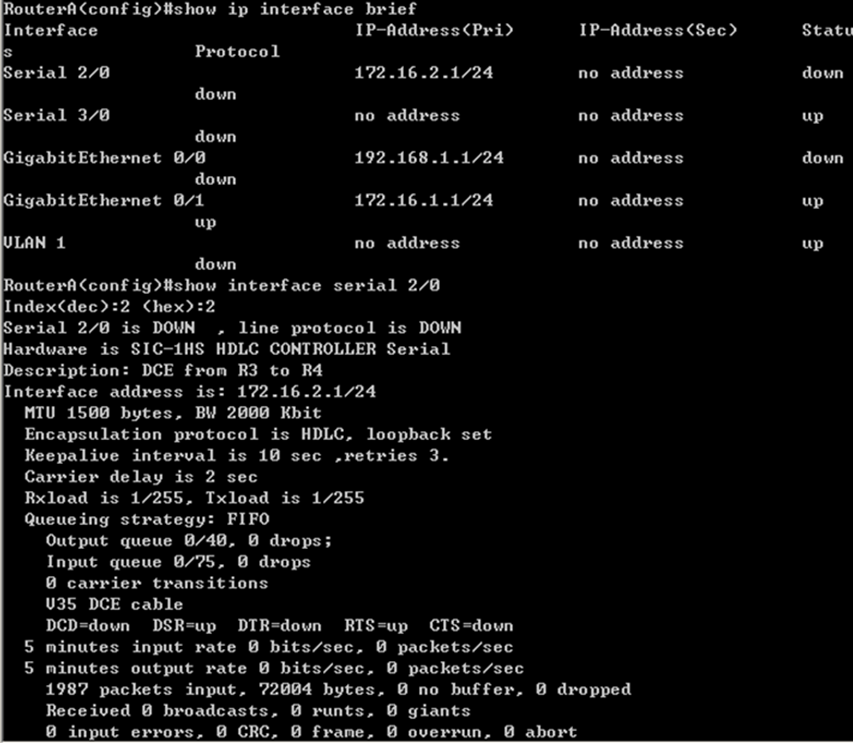 RouterA(config)#show ip interface brief
Interface IP-Address(Pri) IP-Address(Sec) Statu
s Protocol
Serial 2/0 172.16.2.1/24 no address down
down
Serial 3/0 no address no address up
down
GigabitEthernet 0/0 192.168.1.1/24 no address down
down
GigabitEthernet 0/1 172.16.1.1/24 no address up
up
VLAN 1 no address no address up
down
RouterA(config)#show interface serial 2/0
Index(dec):2 (hex):2
Serial 2/0 is DOWN , line protocol is DOWN
Hardware is SIC-1HS HDLC CONTROLLER Serial
Description: DCE from R3 to R4
Interface address is: 172.16.2.1/24
MTU 1500 bytes, BW 2000 Kbit
Encapsulation protocol is HDLC, loopback set
Keepalive interval is 10 sec ,retries 3.
Carrier delay is 2 sec
Rxload is 1/255, Txload is 1/255
Queueing strategy: FIFO
Output queue 0/40, 0 drops;
Input queue 0/75, 0 drops
0 carrier transitions
V35 DCE cable
DCD=down DSR=up DTR=down RTS=up CTS=down
5 minutes input rate 0 bits/sec, 0 packets/sec
5 minutes output rate 0 bits/sec, 0 packets/sec
1987 packets input, 72004 bytes, 0 no buffer, 0 dropped
Received 0 broadcasts, 0 runts, 0 giants
0 input errors, 0 CRC, 0 frame, 0 overrun, 0 abort